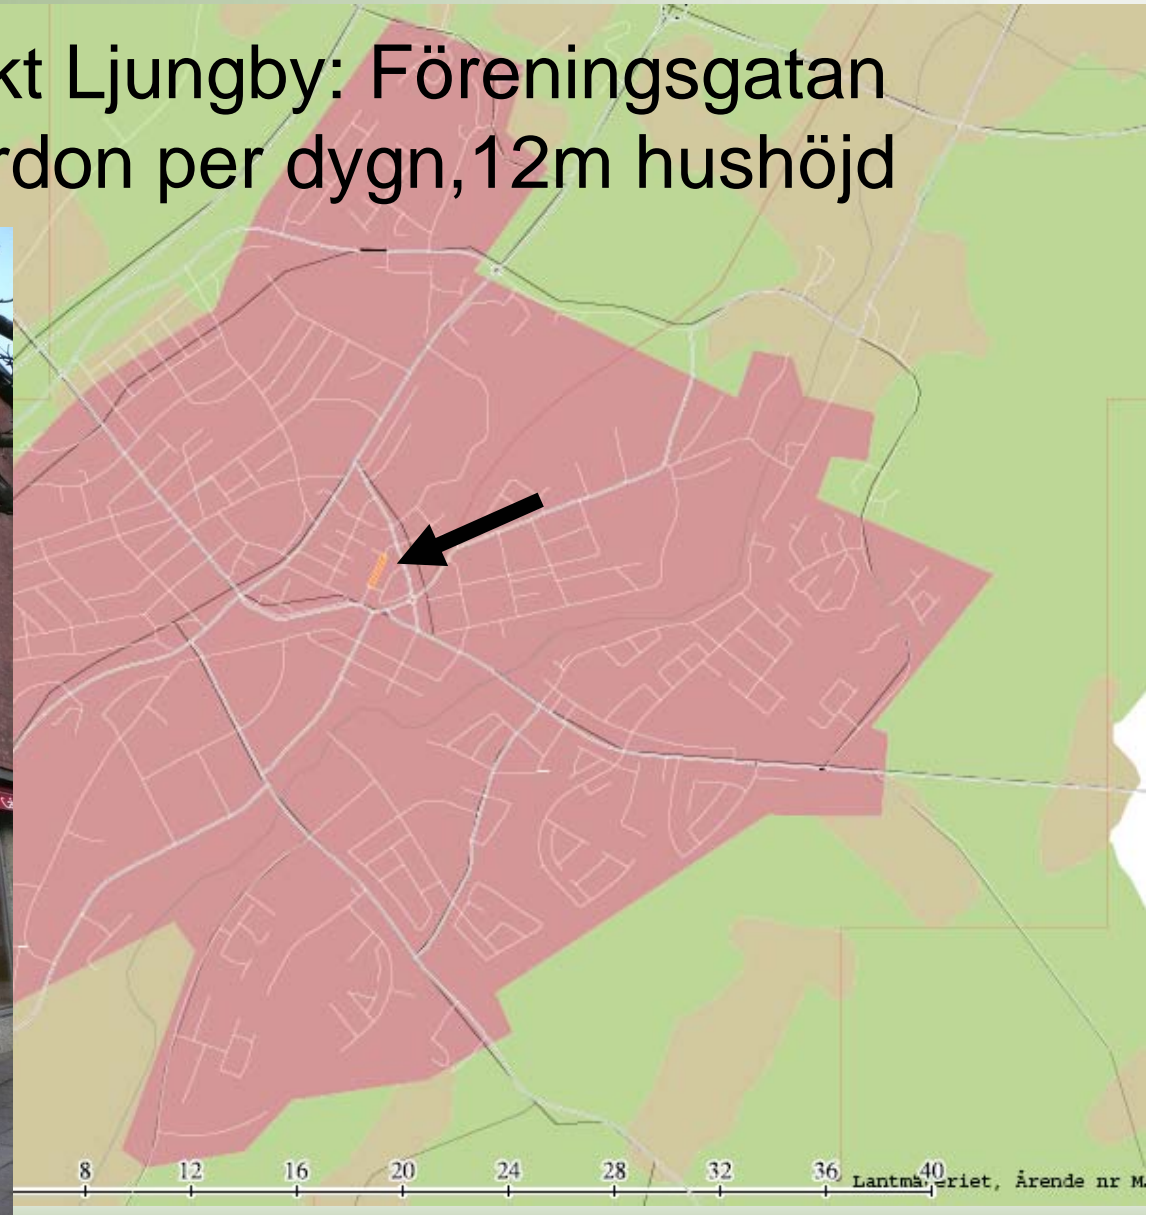 kt Ljungby: Föreningsgatan
rdon per dygn,12m hushöjd
8 12 16 20 24 28 32 36 40
Lantmäteriet, Ärende nr M